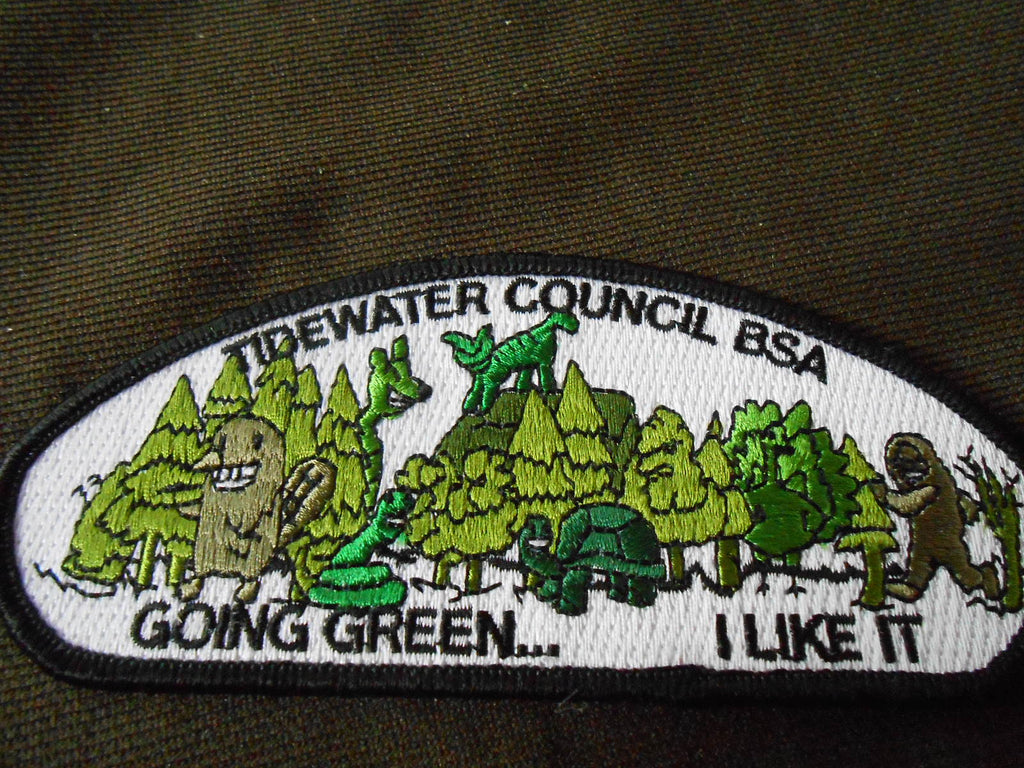 TIDEWATER COUNCIL BSA
GOING GREEN... I LIKE IT